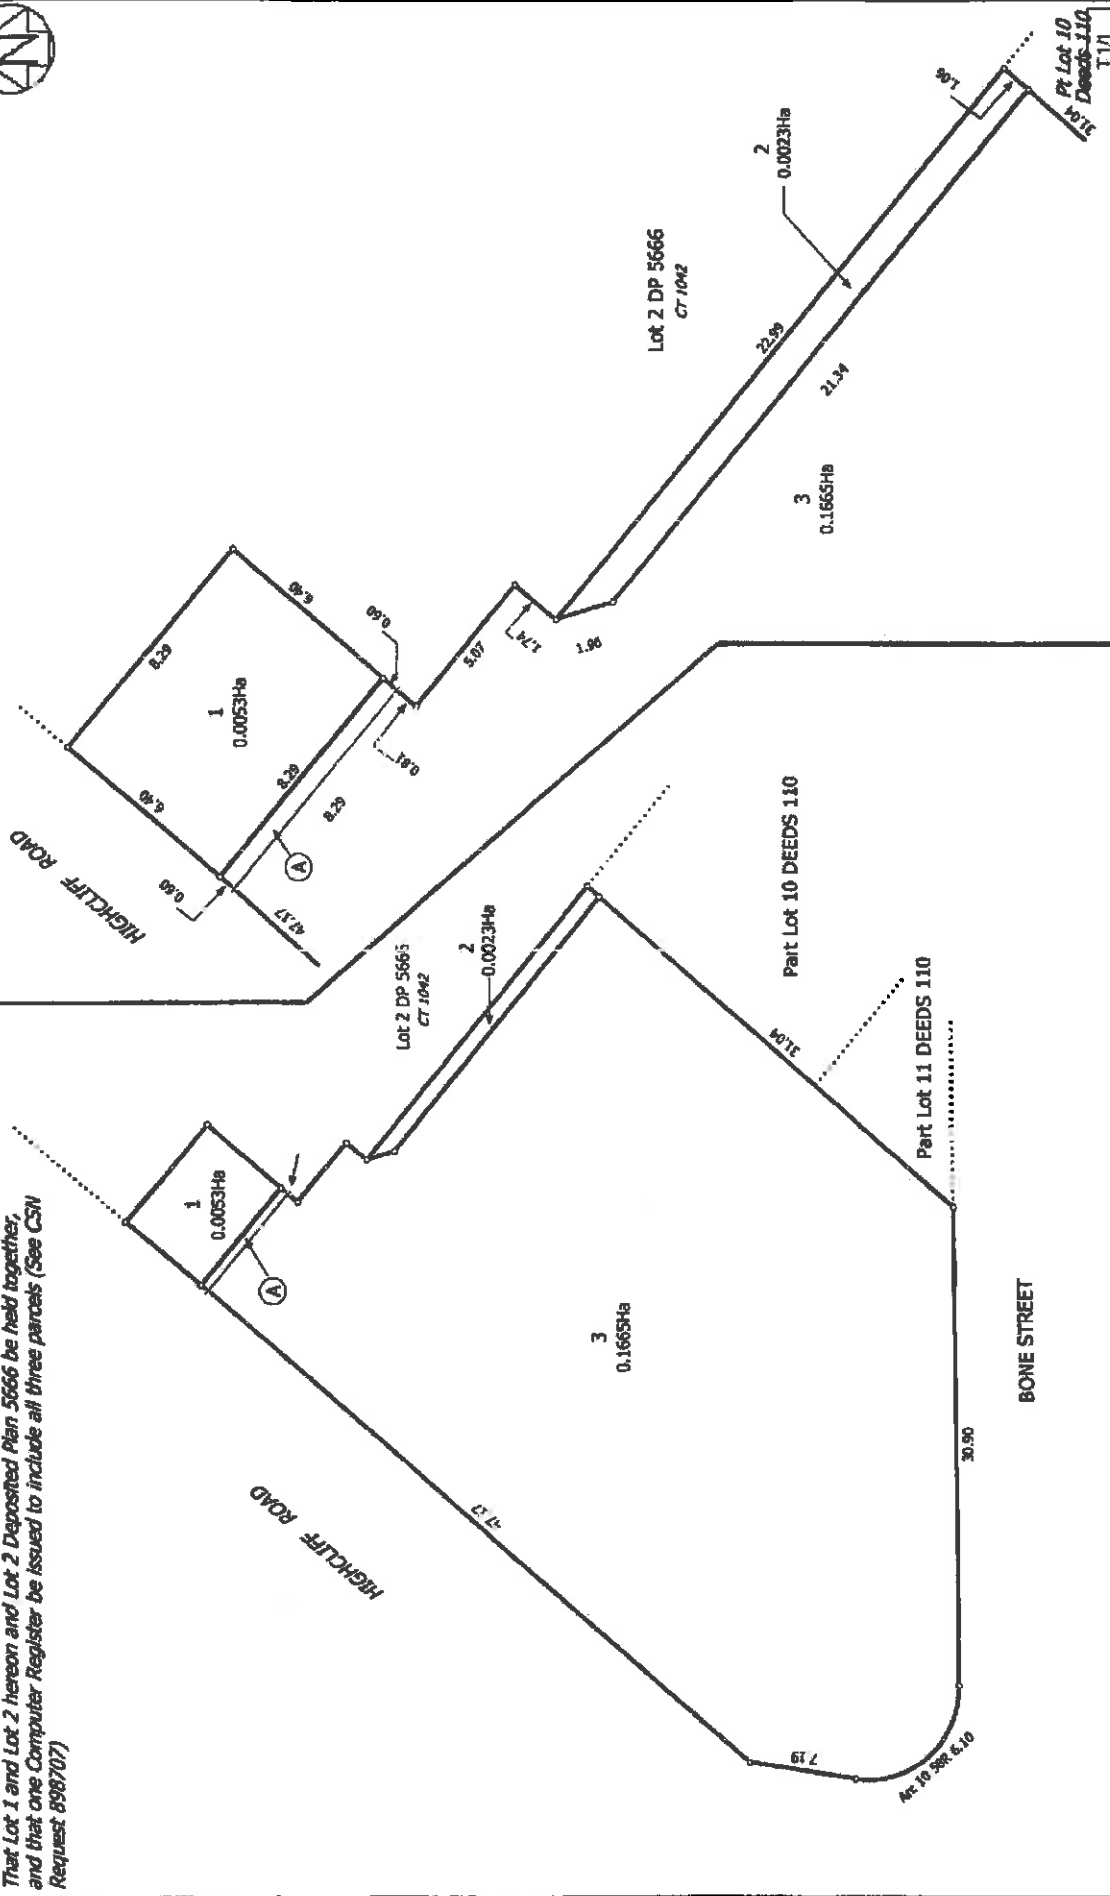 That Lot 1 and Lot 2 hereon and Lot 2 Deposited Plan 5666 be held together,
and that one Computer Register be issued to include all three parcels (See CSN
Request 898707)
HIGHCLIFF ROAD
1
0.0053Ha
A
Lot 2 DP 5666
CT 1042
2
0.0023Ha
3
0.1665Ha
47.17
7.19
Arc 10.58R 6.10
30.90
BONE STREET
31.04
Part Lot 10 DEEDS 110
Part Lot 11 DEEDS 110
N
HIGHCLIFF ROAD
6.40
8.29
1
0.0053Ha
6.40
0.60
8.29
8.29
A
0.60
47.17
0.81
5.07
1.74
1.96
Lot 2 DP 5666
CT 1042
22.99
2
0.0023Ha
21.34
3
0.1665Ha
1.06
31.04
Pt Lot 10
Deeds 110
T 1/1